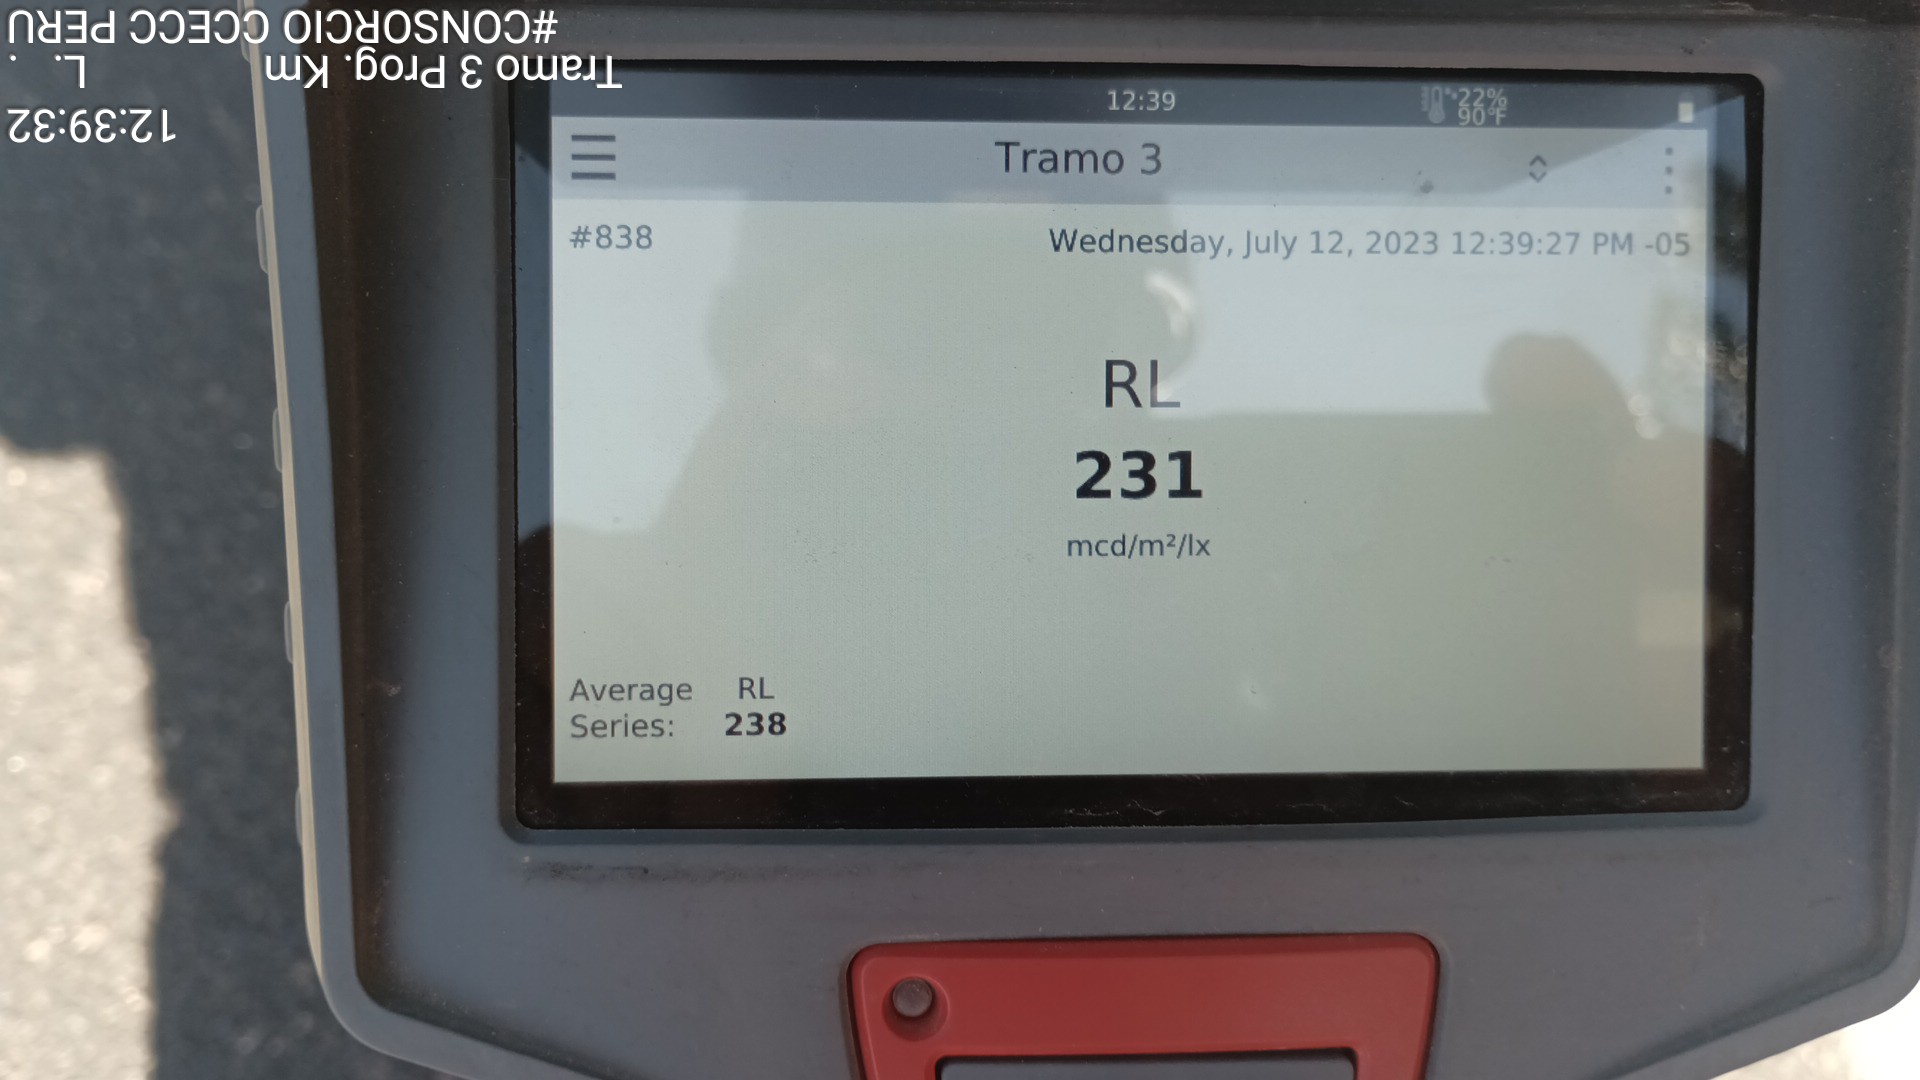 12:39
22%
90°F
Tramo 3
#838 Wednesday, July 12, 2023 12:39:27 PM -05
RL
231
mcd/m²/lx
Average RL
Series: 238
12:39:32
Tramo 3 Prog. Km L. .
#CONSORCIO CCECC PERU